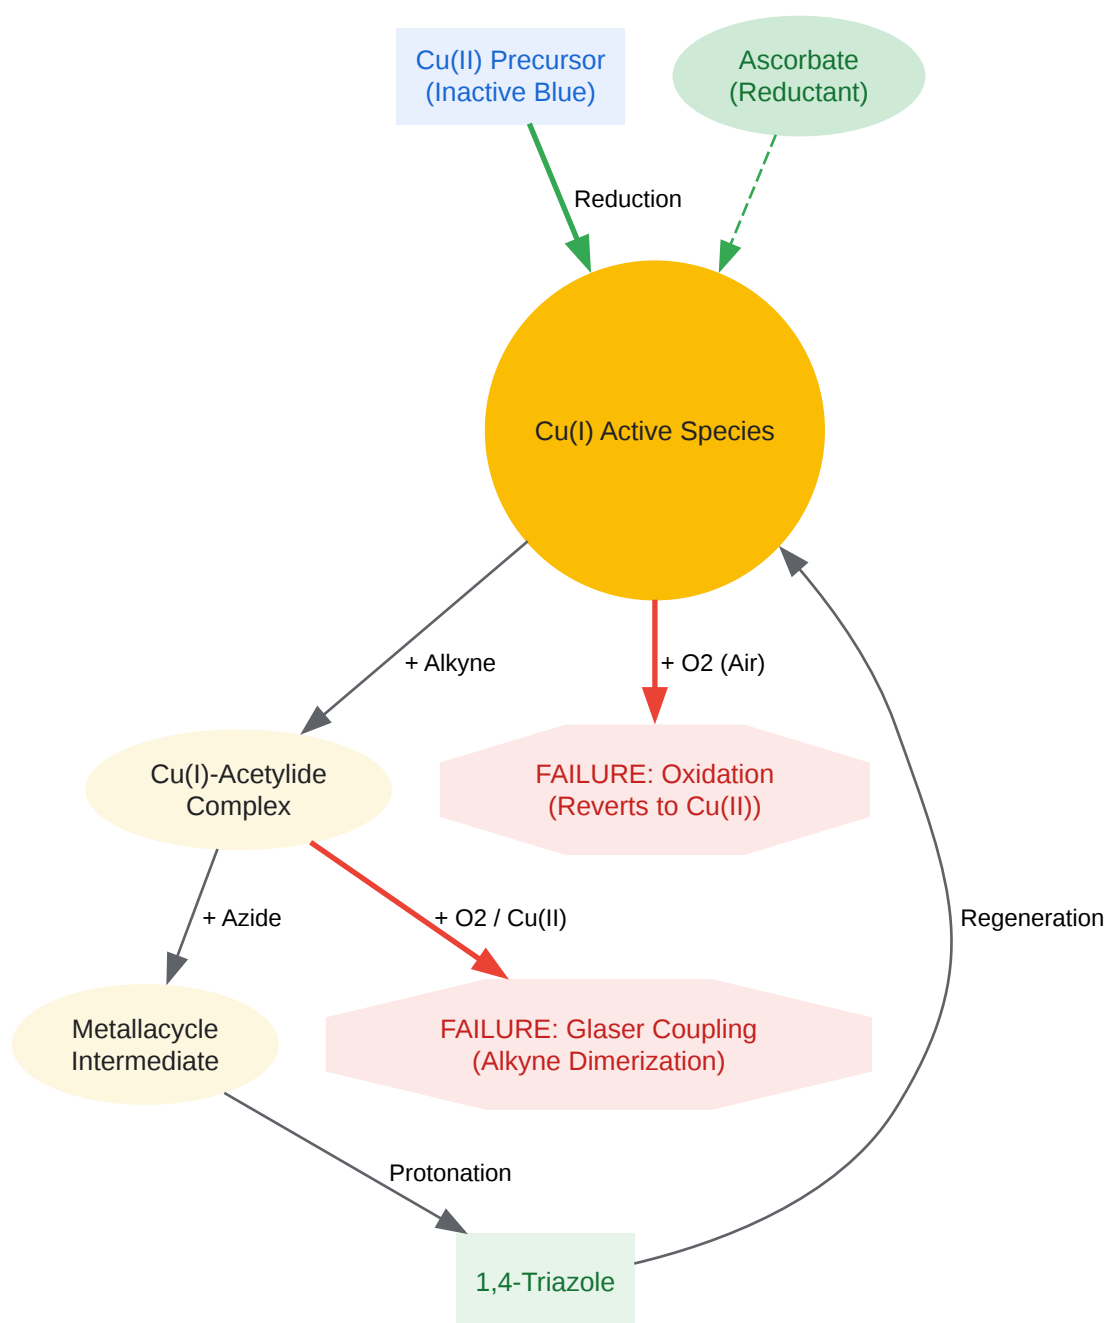 Cu(II) Precursor
(Inactive Blue)
Ascorbate
(Reductant)
Reduction
Cu(I) Active Species
+ Alkyne
+ O2 (Air)
Cu(I)-Acetylide
Complex
FAILURE: Oxidation
(Reverts to Cu(II))
+ Azide
+ O2 / Cu(II)
Regeneration
Metallacycle
Intermediate
FAILURE: Glaser Coupling
(Alkyne Dimerization)
Protonation
1,4-Triazole